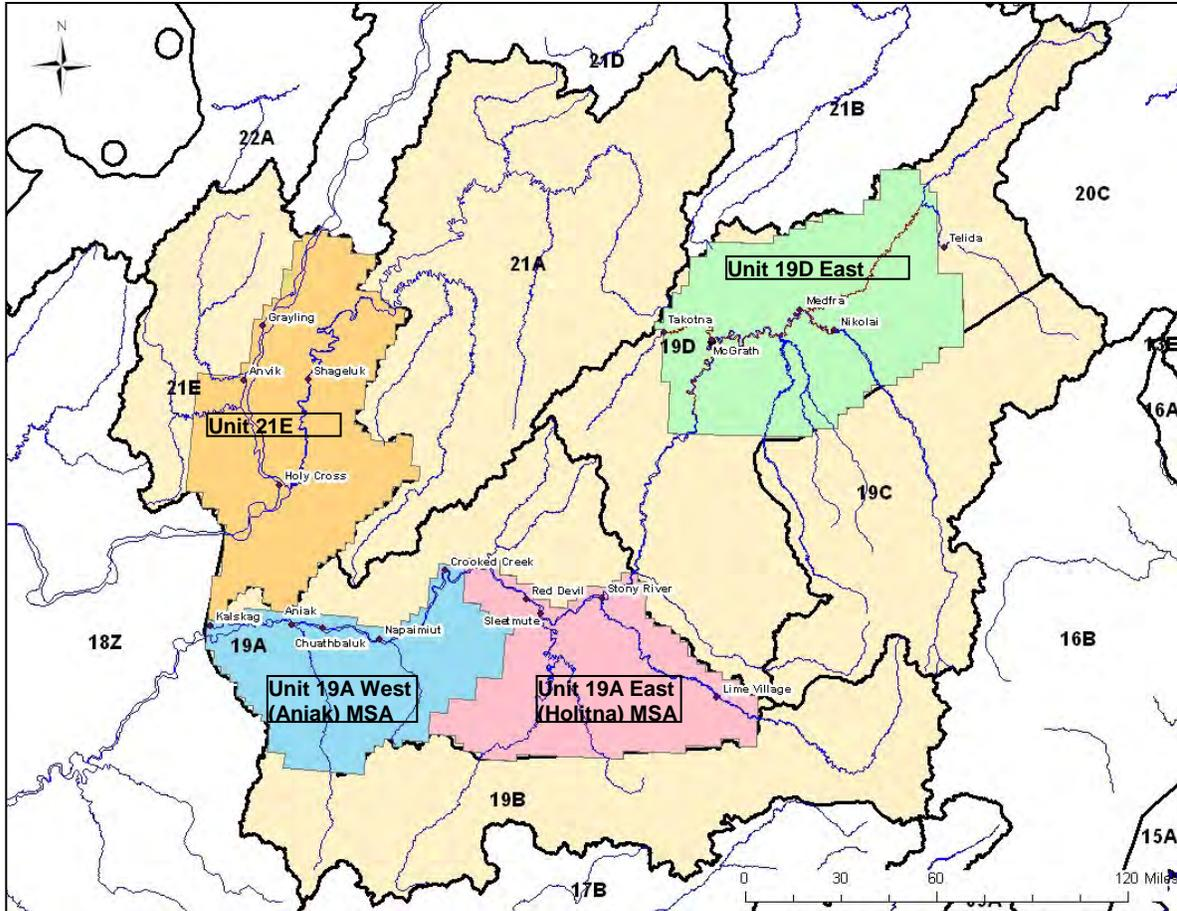 N
21D
21B
22A
20C
Telida
21A
Unit 19D East
Medfra
Grayling
Takotna
Nikolai
19D
McGrath
13E
Anvik
Shageluk
21E
16A
Unit 21E
Holy Cross
19C
Crooked Creek
Red Devil
Stony River
Kalskag
Aniak
Sleetmute
Napaimiut
18Z
19A
Chuathbaluk
16B
Unit 19A West
(Aniak) MSA
Unit 19A East
(Holitna) MSA
Lime Village
19B
15A
17B
0 30 60 120 Miles